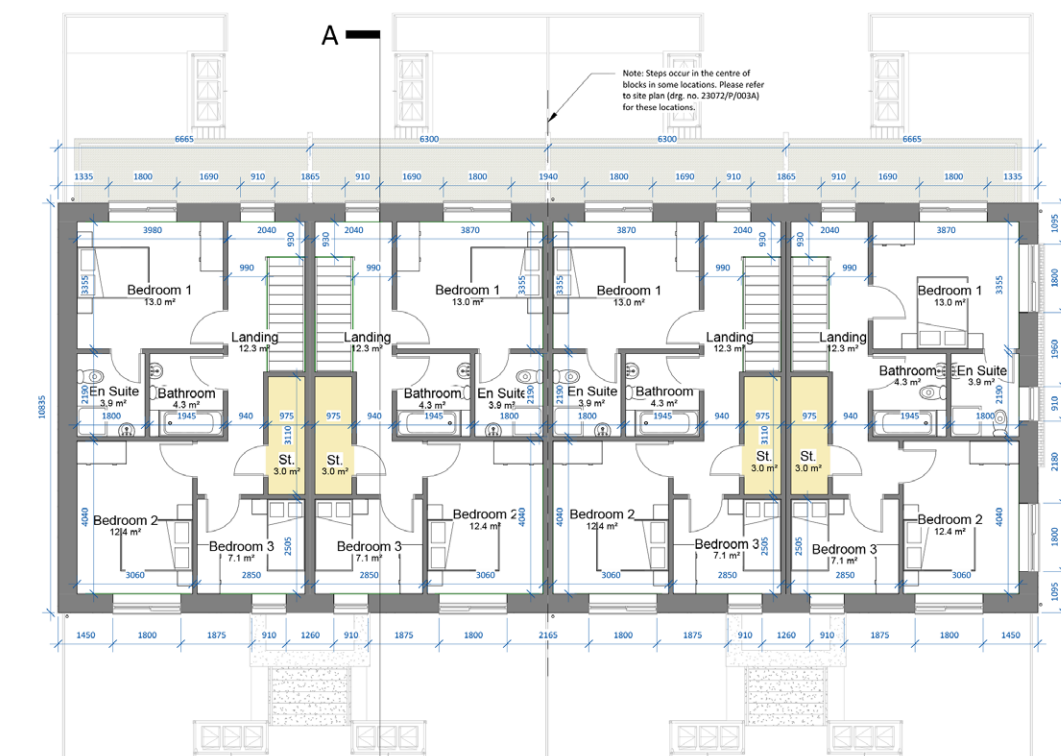 A
Note: Steps occur in the centre of
blocks in some locations. Please refer
to site plan (drg. no. 23072/P/003A)
for these locations.
6665 6300 6300 6665
1335 1800 1690 910 1865 910 1690 1800 1940 1800 1690 910 1865 910 1690 1800 1335
3980 2040 2040 3870 3870 2040 2040 3870
930 930 930 930
1095
990 990 990 990
1800
3355 3355 3355 3355
Bedroom 1 Bedroom 1 Bedroom 1 Bedroom 1
13.0 m² 13.0 m² 13.0 m² 13.0 m²
Landing Landing Landing Landing
12.3 m² 12.3 m² 12.3 m² 12.3 m²
1960
En Suite Bathroom Bathroom En Suite En Suite Bathroom Bathroom En Suite
3.9 m² 4.3 m² 4.3 m² 3.9 m² 3.9 m² 4.3 m² 4.3 m² 3.9 m²
2190 2190 2190 2190
910
10835
1800 1945 940 975 975 940 1945 1800 1800 1945 940 975 975 940 1945 1800
3110 3110
St. St. St. St.
3.0 m² 3.0 m² 3.0 m² 3.0 m²
2180
4040 4040 4040 4040
Bedroom 2 Bedroom 2 Bedroom 2 Bedroom 2
12.4 m² 12.4 m² 12.4 m² 12.4 m²
1800
Bedroom 3 Bedroom 3 Bedroom 3 Bedroom 3
7.1 m² 7.1 m² 7.1 m² 7.1 m²
2505 2505 2505
3060 2850 2850 3060 3060 2850 2850 3060
1095
1450 1800 1875 910 1260 910 1875 1800 2165 1800 1875 910 1260 910 1875 1800 1450